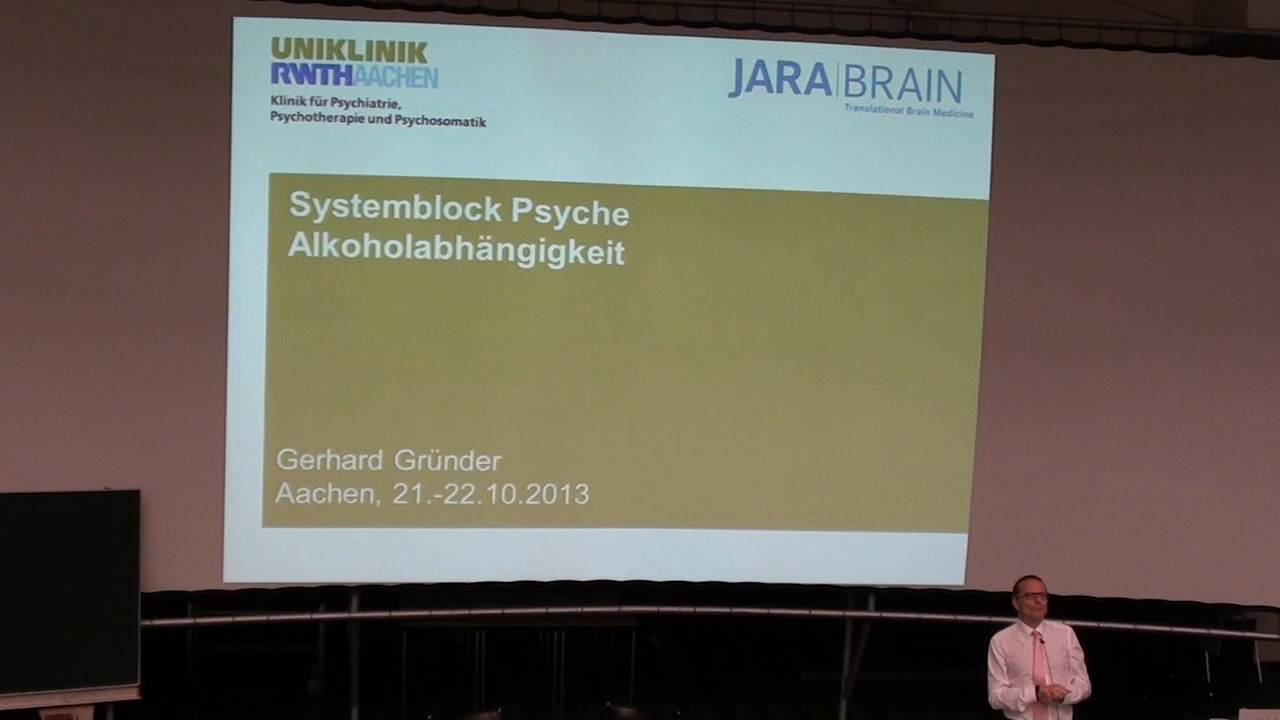 UNIKLINIK
RWTHAACHEN
Klinik für Psychiatrie,
Psychotherapie und Psychosomatik
JARA|BRAIN
Translational Brain Medicine
Systemblock Psyche
Alkoholabhängigkeit
Gerhard Gründer
Aachen, 21.-22.10.2013